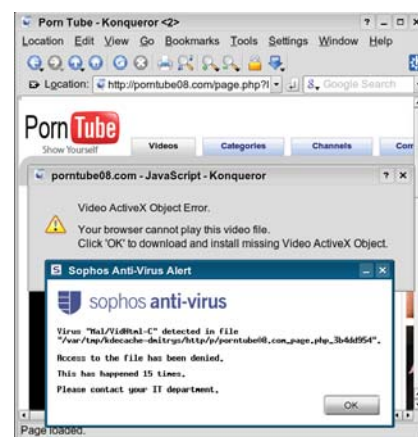 Porn Tube - Konqueror <2>
Location Edit View Go Bookmarks Tools Settings Window Help
Location: http://porntube08.com/page.php?l Google Search
Porn Tube
Show Yourself
Videos Categories Channels Com
porntube08.com - JavaScript - Konqueror
Video ActiveX Object Error.
Your browser cannot play this video file.
Click 'OK' to download and install missing Video ActiveX Object.
S Sophos Anti-Virus Alert
sophos anti-virus
Virus "Mal/VidHtml-C" detected in file
"/var/tmp/kdecache-dmitrys/http/p/porntube08.com_page.php_3b4dd954".
Access to the file has been denied.
This has happened 15 times.
Please contact your IT department.
OK
Page loaded.